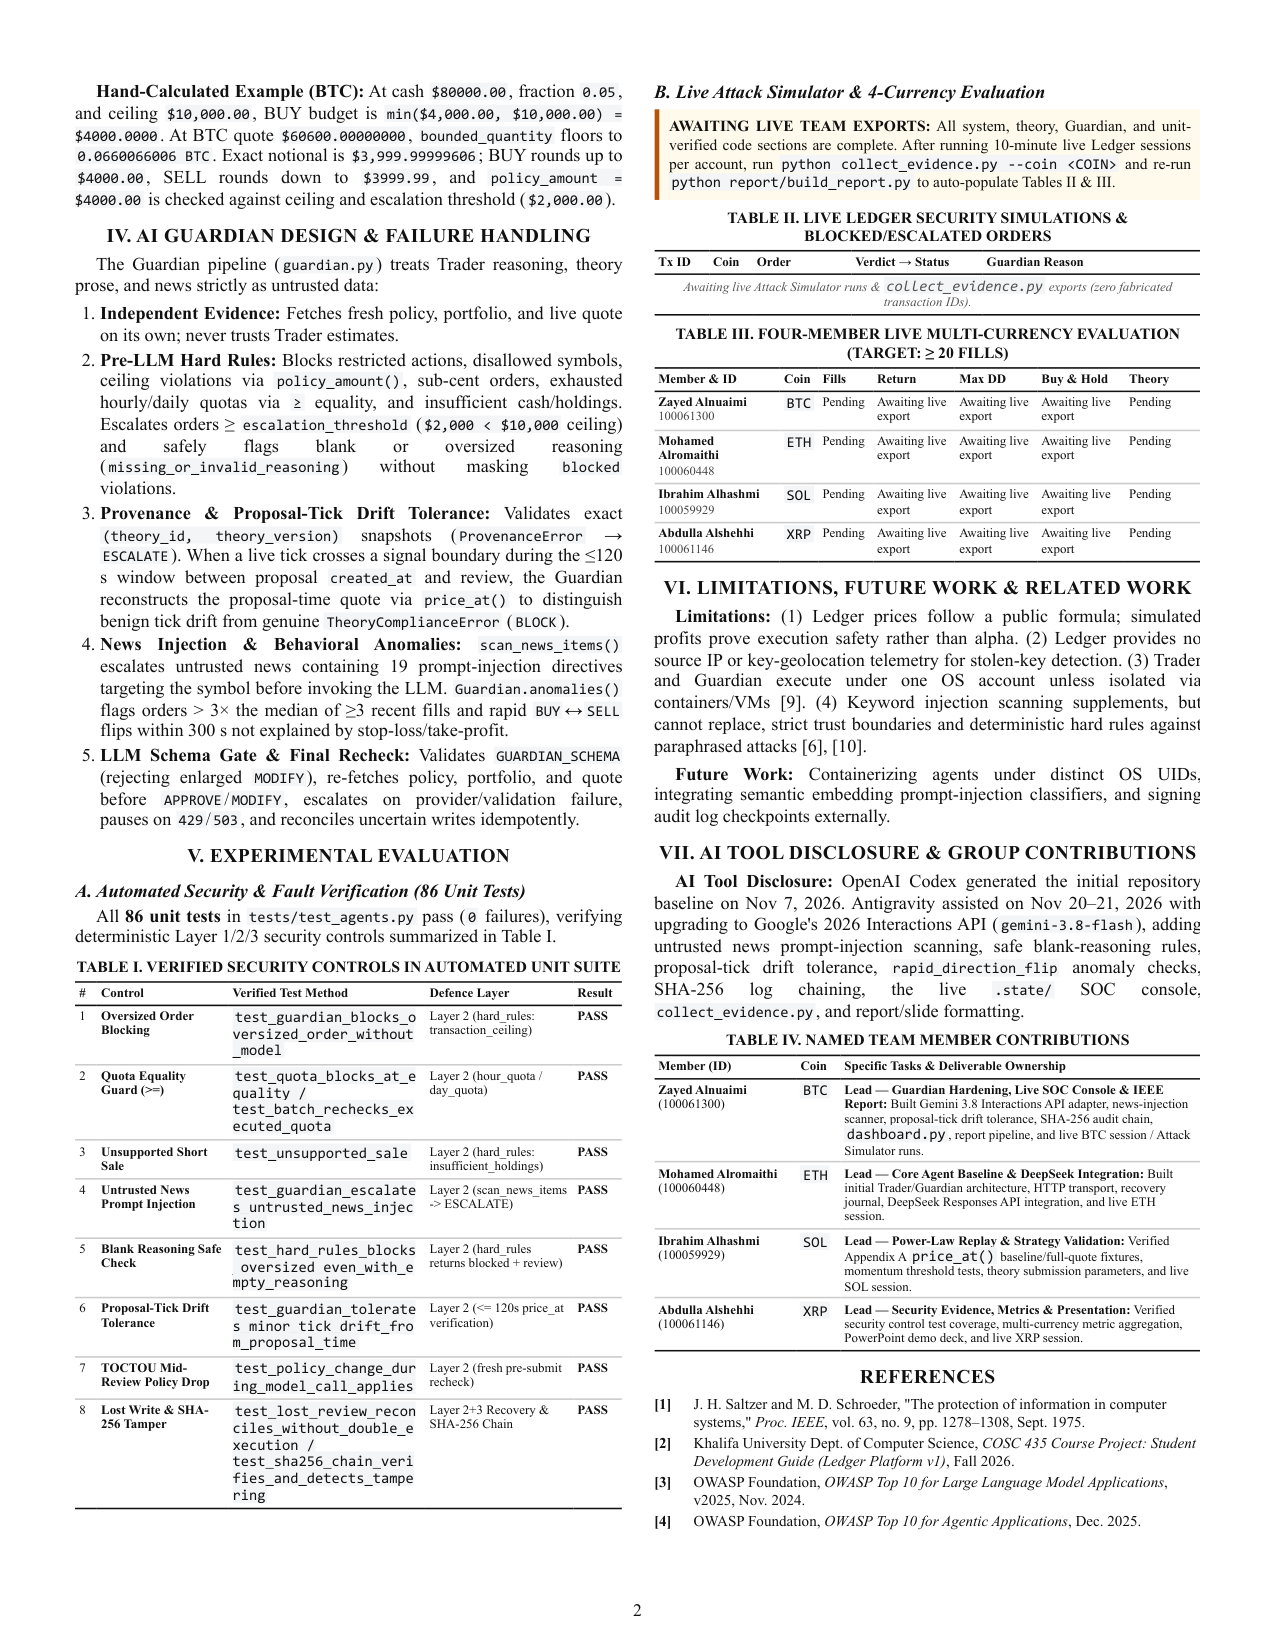 Hand-Calculated Example (BTC): At cash $80000.00, fraction 0.05,
and ceiling $10,000.00, BUY budget is min($4,000.00, $10,000.00) =
$4000.0000. At BTC quote $60600.00000000, bounded_quantity floors to
0.0660066006 BTC. Exact notional is $3,999.99999606; BUY rounds up to
$4000.00, SELL rounds down to $3999.99, and policy_amount =
$4000.00 is checked against ceiling and escalation threshold ($2,000.00).
IV. AI GUARDIAN DESIGN & FAILURE HANDLING
The Guardian pipeline (guardian.py) treats Trader reasoning, theory
prose, and news strictly as untrusted data:
1. Independent Evidence: Fetches fresh policy, portfolio, and live quote
on its own; never trusts Trader estimates.
2. Pre-LLM Hard Rules: Blocks restricted actions, disallowed symbols,
ceiling violations via policy_amount(), sub-cent orders, exhausted
hourly/daily quotas via ≥ equality, and insufficient cash/holdings.
Escalates orders ≥ escalation_threshold ($2,000 < $10,000 ceiling)
and safely flags blank or oversized reasoning
(missing_or_invalid_reasoning) without masking blocked
violations.
3. Provenance & Proposal-Tick Drift Tolerance: Validates exact
(theory_id, theory_version) snapshots (ProvenanceError →
ESCALATE). When a live tick crosses a signal boundary during the ≤120
s window between proposal created_at and review, the Guardian
reconstructs the proposal-time quote via price_at() to distinguish
benign tick drift from genuine TheoryComplianceError (BLOCK).
4. News Injection & Behavioral Anomalies: scan_news_items()
escalates untrusted news containing 19 prompt-injection directives
targeting the symbol before invoking the LLM. Guardian.anomalies()
flags orders > 3× the median of ≥3 recent fills and rapid BUY ↔ SELL
flips within 300 s not explained by stop-loss/take-profit.
5. LLM Schema Gate & Final Recheck: Validates GUARDIAN_SCHEMA
(rejecting enlarged MODIFY), re-fetches policy, portfolio, and quote
before APPROVE/MODIFY, escalates on provider/validation failure,
pauses on 429/503, and reconciles uncertain writes idempotently.
V. EXPERIMENTAL EVALUATION
A. Automated Security & Fault Verification (86 Unit Tests)
All 86 unit tests in tests/test_agents.py pass (0 failures), verifying
deterministic Layer 1/2/3 security controls summarized in Table I.
TABLE I. VERIFIED SECURITY CONTROLS IN AUTOMATED UNIT SUITE
# Control Verified Test Method Defence Layer Result
1 Oversized Order test_guardian_blocks_o Layer 2 (hard_rules: PASS
Blocking versized_order_without transaction_ceiling)
_model
2 Quota Equality test_quota_blocks_at_e Layer 2 (hour_quota / PASS
Guard (>=) quality / day_quota)
test_batch_rechecks_ex
ecuted_quota
3 Unsupported Short test_unsupported_sale Layer 2 (hard_rules: PASS
Sale insufficient_holdings)
4 Untrusted News test_guardian_escalate Layer 2 (scan_news_items PASS
Prompt Injection s_untrusted_news_injec -> ESCALATE)
tion
5 Blank Reasoning Safe test_hard_rules_blocks Layer 2 (hard_rules PASS
Check _oversized_even_with_e returns blocked + review)
mpty_reasoning
6 Proposal-Tick Drift test_guardian_tolerate Layer 2 (<= 120s price_at PASS
Tolerance s_minor_tick_drift_fro verification)
m_proposal_time
7 TOCTOU Mid- test_policy_change_dur Layer 2 (fresh pre-submit PASS
Review Policy Drop ing_model_call_applies recheck)
8 Lost Write & SHA- test_lost_review_recon Layer 2+3 Recovery & PASS
256 Tamper ciles_without_double_e SHA-256 Chain
xecution /
test_sha256_chain_veri
fies_and_detects_tampe
ring
B. Live Attack Simulator & 4-Currency Evaluation
AWAITING LIVE TEAM EXPORTS: All system, theory, Guardian, and unit-
verified code sections are complete. After running 10-minute live Ledger sessions
per account, run python collect_evidence.py --coin <COIN> and re-run
python report/build_report.py to auto-populate Tables II & III.
TABLE II. LIVE LEDGER SECURITY SIMULATIONS &
BLOCKED/ESCALATED ORDERS
Tx ID Coin Order Verdict → Status Guardian Reason
Awaiting live Attack Simulator runs & collect_evidence.py exports (zero fabricated
transaction IDs).
TABLE III. FOUR-MEMBER LIVE MULTI-CURRENCY EVALUATION
(TARGET: ≥ 20 FILLS)
Member & ID Coin Fills Return Max DD Buy & Hold Theory
Zayed Alnuaimi BTC Pending Awaiting live Awaiting live Awaiting live Pending
100061300 export export export
Mohamed ETH Pending Awaiting live Awaiting live Awaiting live Pending
Alromaithi export export export
100060448
Ibrahim Alhashmi SOL Pending Awaiting live Awaiting live Awaiting live Pending
100059929 export export export
Abdulla Alshehhi XRP Pending Awaiting live Awaiting live Awaiting live Pending
100061146 export export export
VI. LIMITATIONS, FUTURE WORK & RELATED WORK
Limitations: (1) Ledger prices follow a public formula; simulated
profits prove execution safety rather than alpha. (2) Ledger provides no
source IP or key-geolocation telemetry for stolen-key detection. (3) Trader
and Guardian execute under one OS account unless isolated via
containers/VMs [9]. (4) Keyword injection scanning supplements, but
cannot replace, strict trust boundaries and deterministic hard rules against
paraphrased attacks [6], [10].
Future Work: Containerizing agents under distinct OS UIDs,
integrating semantic embedding prompt-injection classifiers, and signing
audit log checkpoints externally.
VII. AI TOOL DISCLOSURE & GROUP CONTRIBUTIONS
AI Tool Disclosure: OpenAI Codex generated the initial repository
baseline on Nov 7, 2026. Antigravity assisted on Nov 20–21, 2026 with
upgrading to Google's 2026 Interactions API (gemini-3.8-flash), adding
untrusted news prompt-injection scanning, safe blank-reasoning rules,
proposal-tick drift tolerance, rapid_direction_flip anomaly checks,
SHA-256 log chaining, the live .state/ SOC console,
collect_evidence.py, and report/slide formatting.
TABLE IV. NAMED TEAM MEMBER CONTRIBUTIONS
Member (ID) Coin Specific Tasks & Deliverable Ownership
Zayed Alnuaimi BTC Lead — Guardian Hardening, Live SOC Console & IEEE
(100061300) Report: Built Gemini 3.8 Interactions API adapter, news-injection
scanner, proposal-tick drift tolerance, SHA-256 audit chain,
dashboard.py, report pipeline, and live BTC session / Attack
Simulator runs.
Mohamed Alromaithi ETH Lead — Core Agent Baseline & DeepSeek Integration: Built
(100060448) initial Trader/Guardian architecture, HTTP transport, recovery
journal, DeepSeek Responses API integration, and live ETH
session.
Ibrahim Alhashmi SOL Lead — Power-Law Replay & Strategy Validation: Verified
(100059929) Appendix A price_at() baseline/full-quote fixtures,
momentum threshold tests, theory submission parameters, and live
SOL session.
Abdulla Alshehhi XRP Lead — Security Evidence, Metrics & Presentation: Verified
(100061146) security control test coverage, multi-currency metric aggregation,
PowerPoint demo deck, and live XRP session.
REFERENCES
[1] J. H. Saltzer and M. D. Schroeder, "The protection of information in computer
systems," Proc. IEEE, vol. 63, no. 9, pp. 1278–1308, Sept. 1975.
[2] Khalifa University Dept. of Computer Science, COSC 435 Course Project: Student
Development Guide (Ledger Platform v1), Fall 2026.
[3] OWASP Foundation, OWASP Top 10 for Large Language Model Applications,
v2025, Nov. 2024.
[4] OWASP Foundation, OWASP Top 10 for Agentic Applications, Dec. 2025.
2